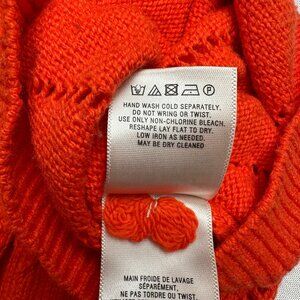 HAND WASH COLD SEPARATELY.
DO NOT WRING OR TWIST.
USE ONLY NON-CHLORINE BLEACH.
RESHAPE LAY FLAT TO DRY.
LOW IRON AS NEEDED.
MAY BE DRY CLEANED
MAIN FROIDE DE LAVAGE
SÉPARÉMENT.
NE PAS TORDRE OU TWIST.